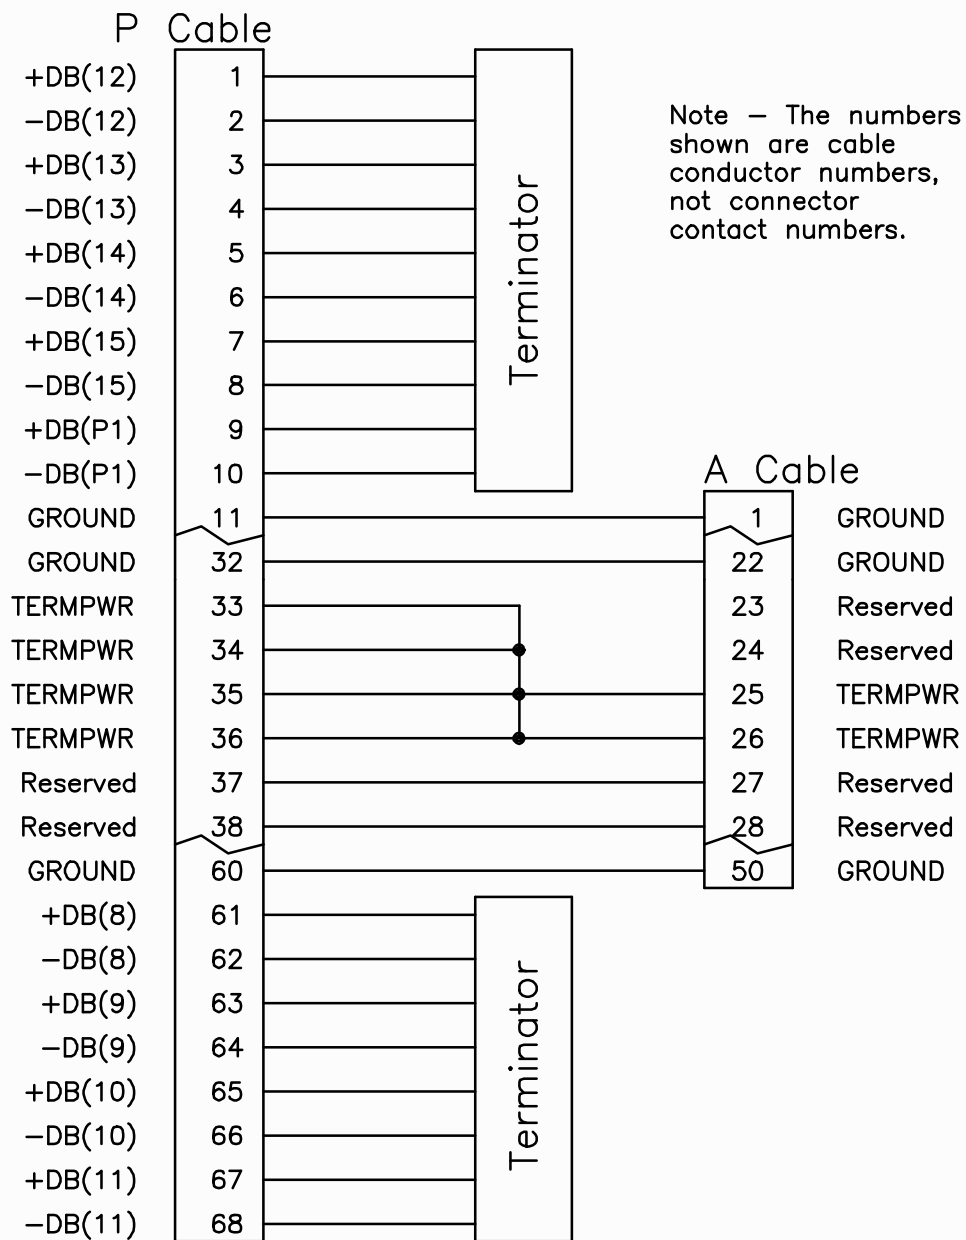 P Cable
+DB(12) 1
−DB(12) 2
+DB(13) 3
−DB(13) 4
+DB(14) 5
−DB(14) 6
+DB(15) 7
−DB(15) 8
+DB(P1) 9
−DB(P1) 10
Terminator
Note − The numbers
shown are cable
conductor numbers,
not connector
contact numbers.
A Cable
GROUND 11 1 GROUND
GROUND 32 22 GROUND
TERMPWR 33 23 Reserved
TERMPWR 34 24 Reserved
TERMPWR 35 25 TERMPWR
TERMPWR 36 26 TERMPWR
Reserved 37 27 Reserved
Reserved 38 28 Reserved
GROUND 60 50 GROUND
+DB(8) 61
−DB(8) 62
+DB(9) 63
−DB(9) 64
+DB(10) 65
−DB(10) 66
+DB(11) 67
−DB(11) 68
Terminator